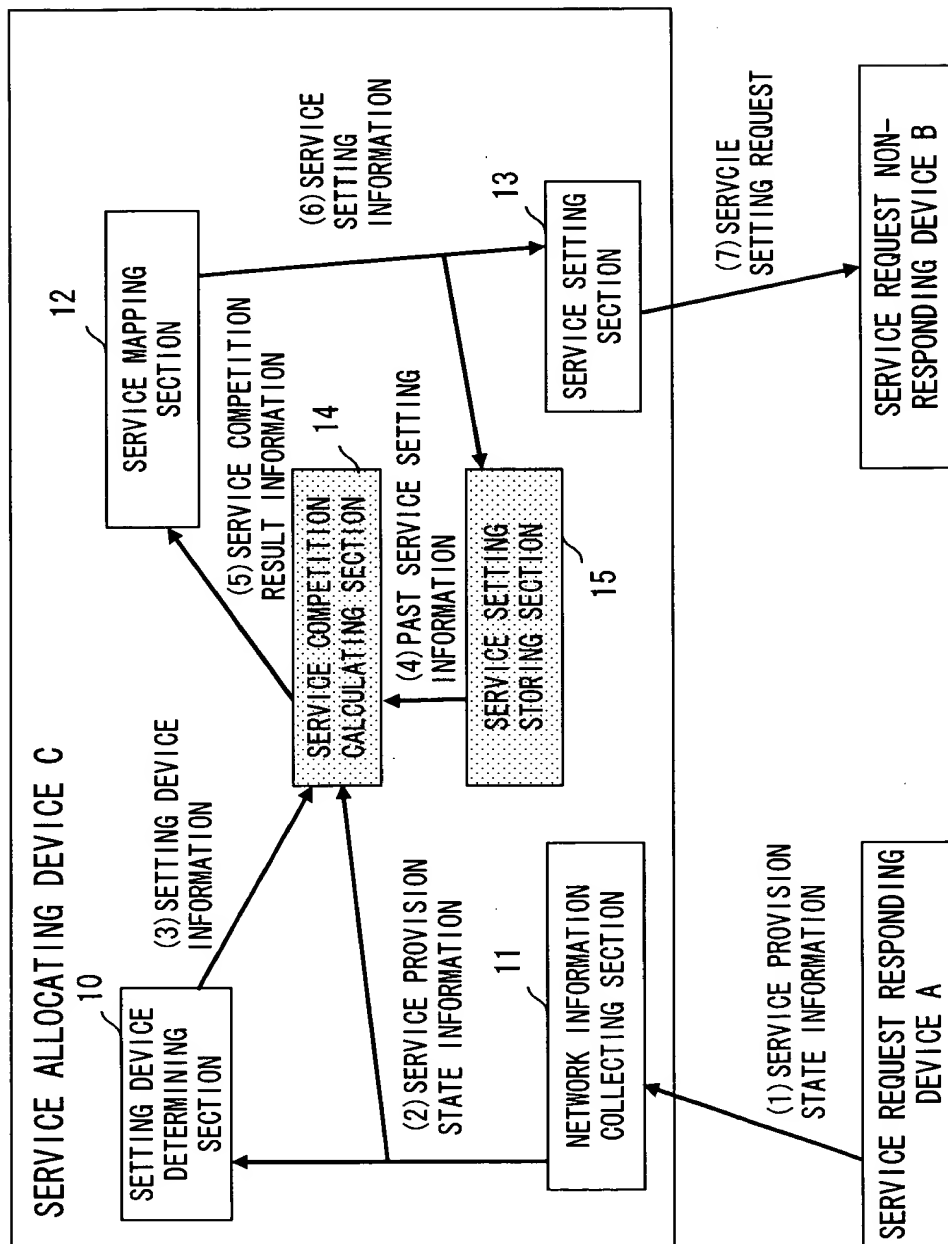 SERVICE ALLOCATING DEVICE C
10
SETTING DEVICE
DETERMINING
SECTION
(3)SETTING DEVICE
INFORMATION
(2)SERVICE PROVISION
STATE INFORMATION
11
NETWORK INFORMATION
COLLECTING SECTION
(1)SERVICE PROVISION
STATE INFORMATION
SERVICE REQUEST RESPONDING
DEVICE A
SERVICE COMPETITION
CALCULATING SECTION
14
(4)PAST SERVICE SETTING
INFORMATION
SERVICE SETTING
STORING SECTION
15
(5)SERVICE COMPETITION
RESULT INFORMATION
12
SERVICE MAPPING
SECTION
(6)SERVICE
SETTING
INFORMATION
13
SERVICE SETTING
SECTION
(7)SERVCIE
SETTING REQUEST
SERVICE REQUEST NON-
RESPONDING DEVICE B